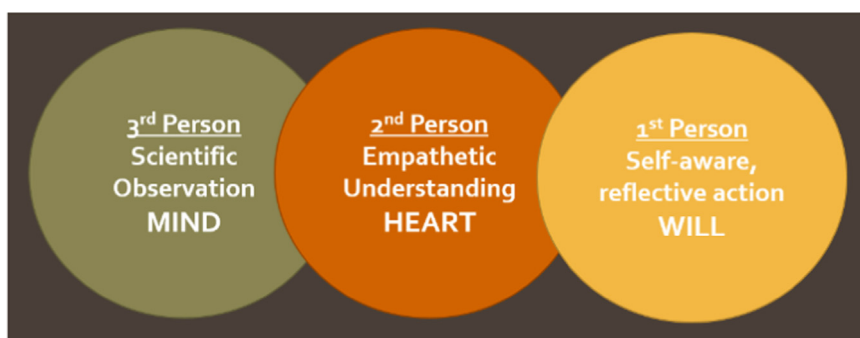 3rd Person
Scientific
Observation
MIND
2nd Person
Empathetic
Understanding
HEART
1st Person
Self-aware,
reflective action
WILL